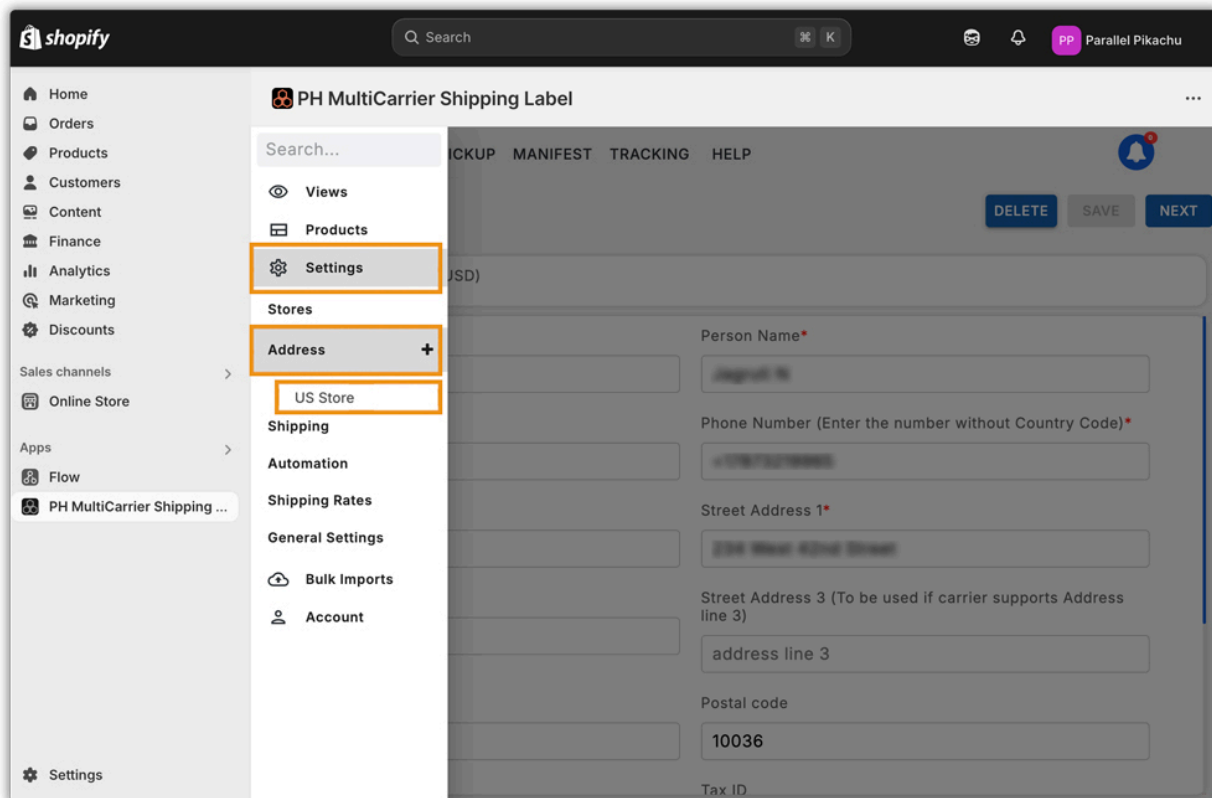 shopify
Search
⌘ K
PP Parallel Pikachu
Home
Orders
Products
Customers
Content
Finance
Analytics
Marketing
Discounts
Sales channels
Online Store
Apps
Flow
PH MultiCarrier Shipping ...
Settings
PH MultiCarrier Shipping Label
Search...
Views
Products
Settings
Stores
Address +
US Store
Shipping
Automation
Shipping Rates
General Settings
Bulk Imports
Account
ICKUP MANIFEST TRACKING HELP
DELETE SAVE NEXT
USD)
Person Name*
Phone Number (Enter the number without Country Code)*
Street Address 1*
Street Address 3 (To be used if carrier supports Address
line 3)
address line 3
Postal code
10036
Tax ID